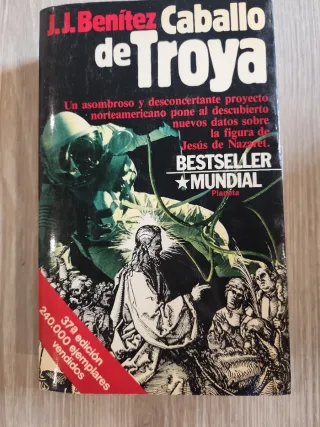 J.J.Benítez Caballo
de Troya
Un asombroso y desconcertante proyecto
norteamericano pone al descubierto
nuevos datos sobre
la figura de
Jesús de Nazaret.
BESTSELLER
★MUNDIAL
Planeta
37ª edición
240.000 ejemplares
vendidos